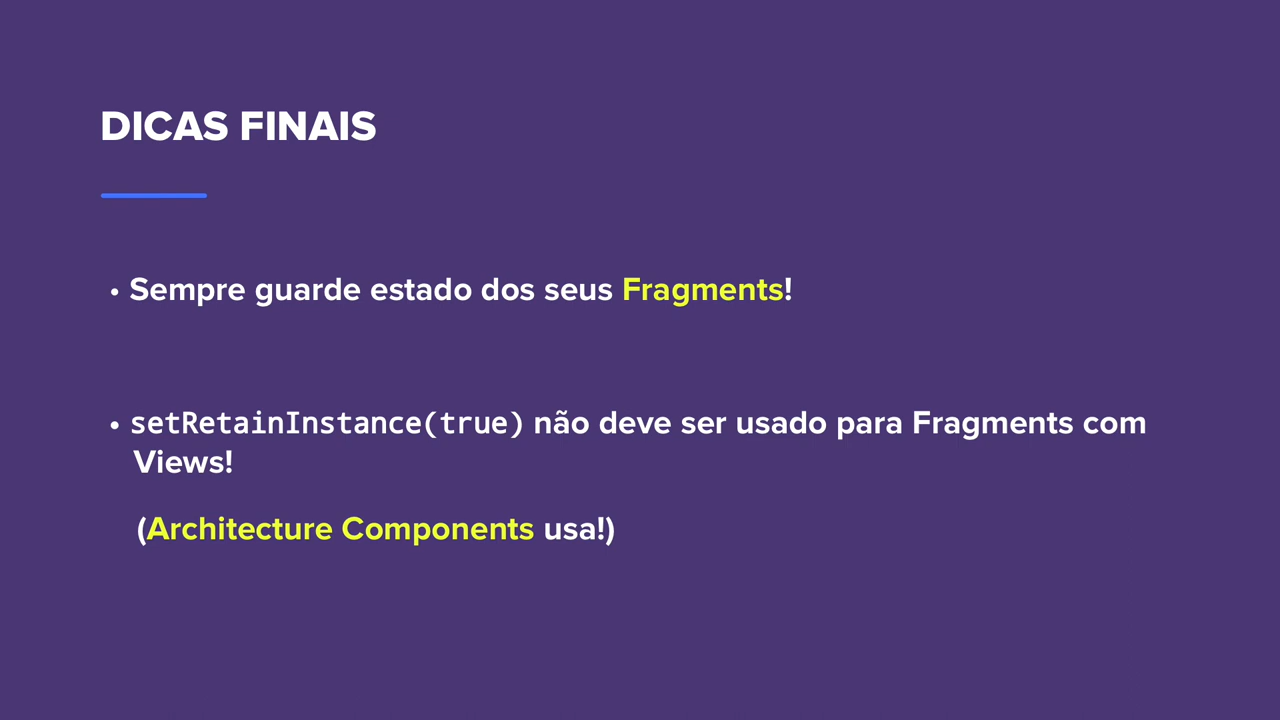 DICAS FINAIS
• Sempre guarde estado dos seus Fragments!
• setRetainInstance(true) não deve ser usado para Fragments com
Views!
(Architecture Components usa!)